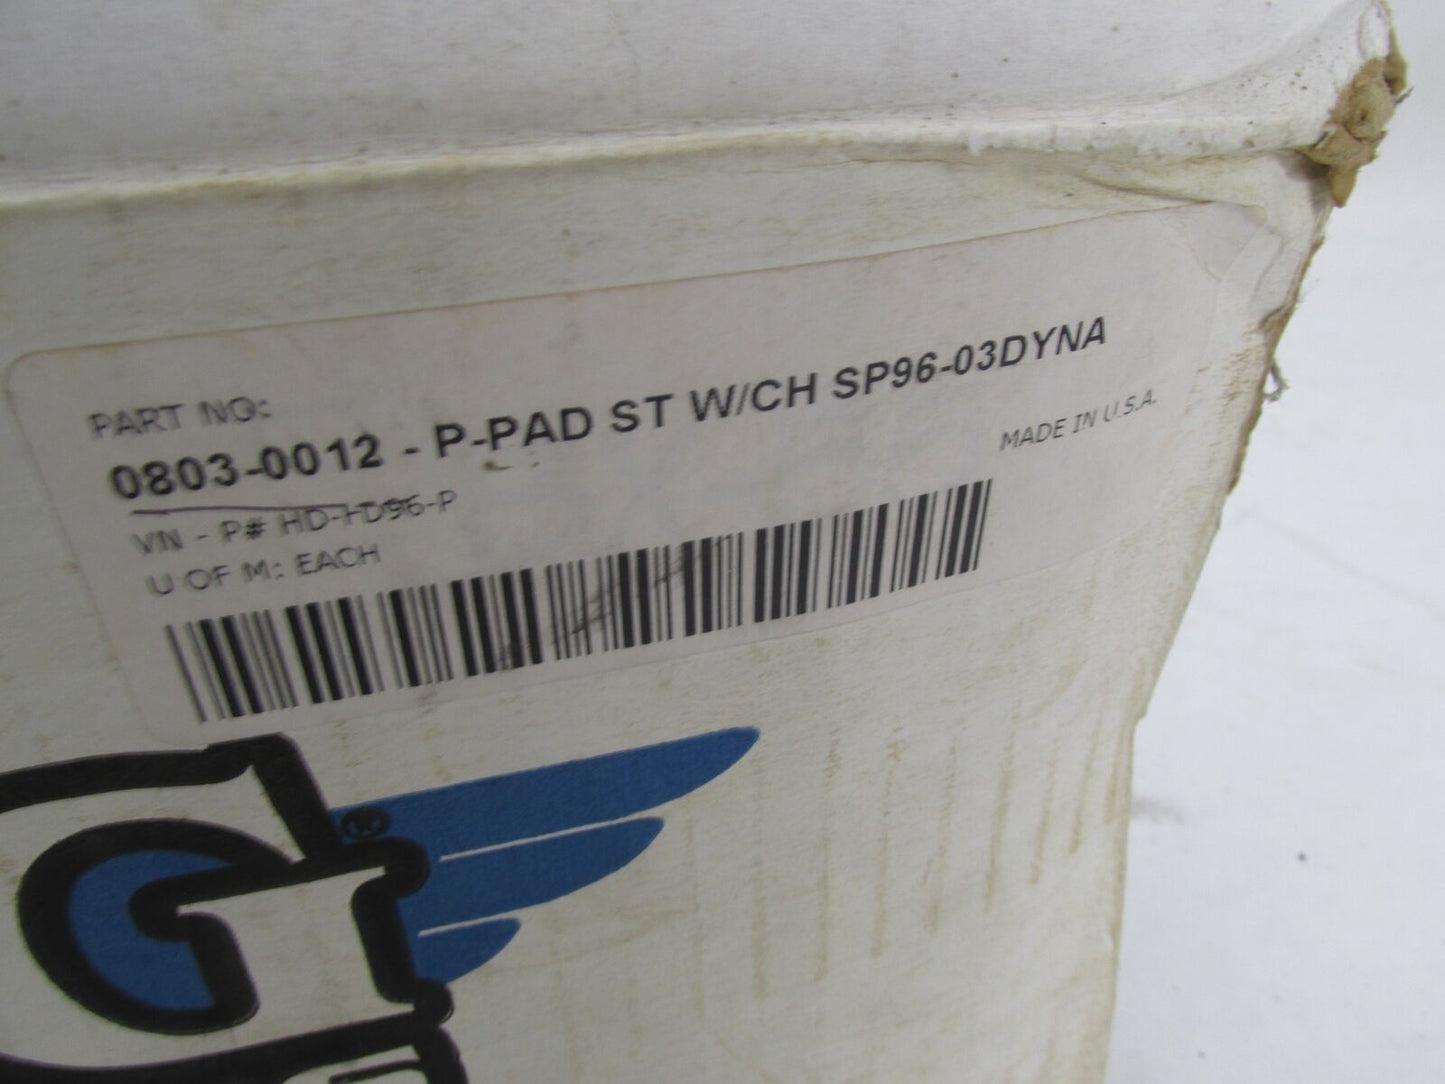 PART NO:
0803-0012 - P-PAD ST W/CH SP96-03DYNA
MADE IN U.S.A.
VN - P# HD-FD96-P
U OF M: EACH
®